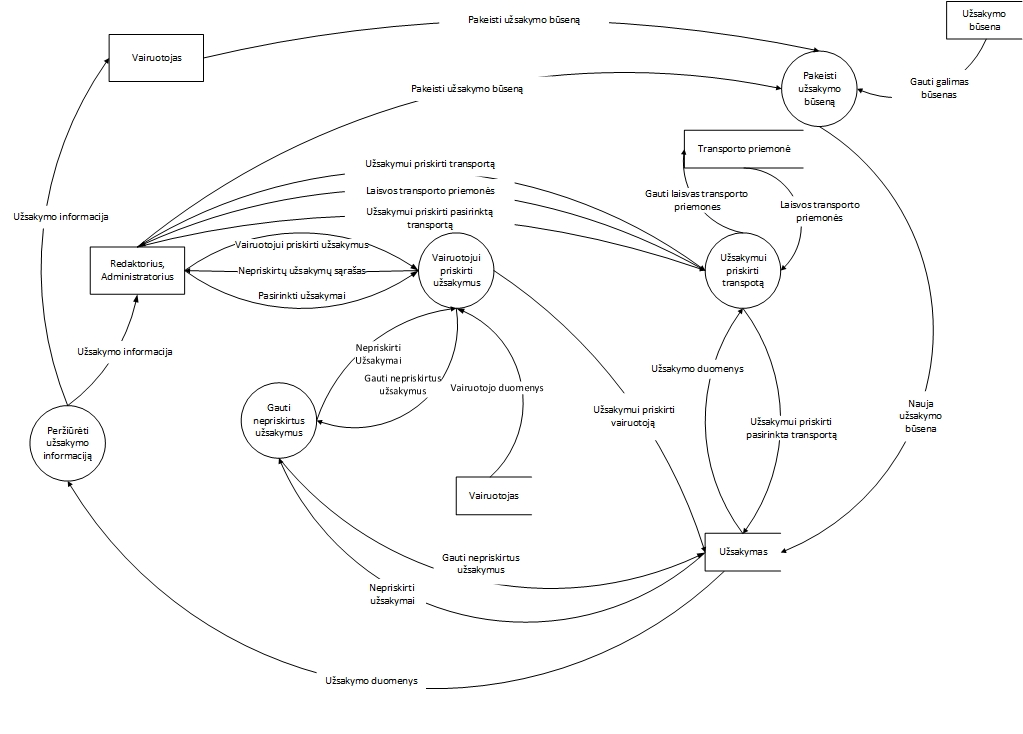 Pakeisti užsakymo būseną
Užsakymo
būsena
Vairuotojas
Pakeisti
užsakymo
būseną
Gauti galimas
būsenas
Pakeisti užsakymo būseną
Transporto priemonė
Užsakymui priskirti transportą
Laisvos transporto priemonės
Gauti laisvas transporto
priemones
Laisvos transporto
priemonės
Užsakymui priskirti pasirinktą
transportą
Užsakymo informacija
Vairuotojui priskirti užsakymus
Redaktorius,
Administratorius
Nepriskirtų užsakymų sąrašas
Vairuotojui
priskirti
užsakymus
Užsakymui
priskirti
transpotą
Pasirinkti užsakymai
Užsakymo informacija
Nepriskirti
Užsakymai
Gauti nepriskirtus
užsakymus
Vairuotojo duomenys
Užsakymo duomenys
Gauti
nepriskirtus
užsakymus
Užsakymui priskirti
vairuotoją
Užsakymui priskirti
pasirinkta transportą
Nauja
užsakymo
būsena
Peržiūrėti
užsakymo
informaciją
Vairuotojas
Užsakymas
Gauti nepriskirtus
užsakymus
Nepriskirti
užsakymai
Užsakymo duomenys